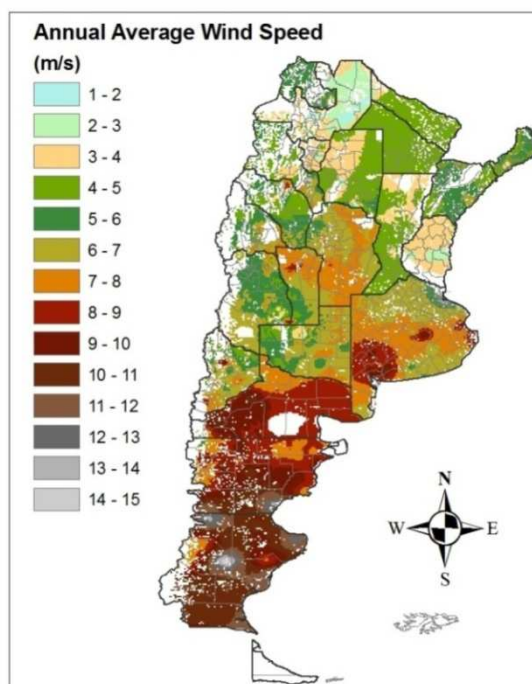 Annual Average Wind Speed
(m/s)
1 - 2
2 - 3
3 - 4
4 - 5
5 - 6
6 - 7
7 - 8
8 - 9
9 - 10
10 - 11
11 - 12
12 - 13
13 - 14
14 - 15
N
W E
S